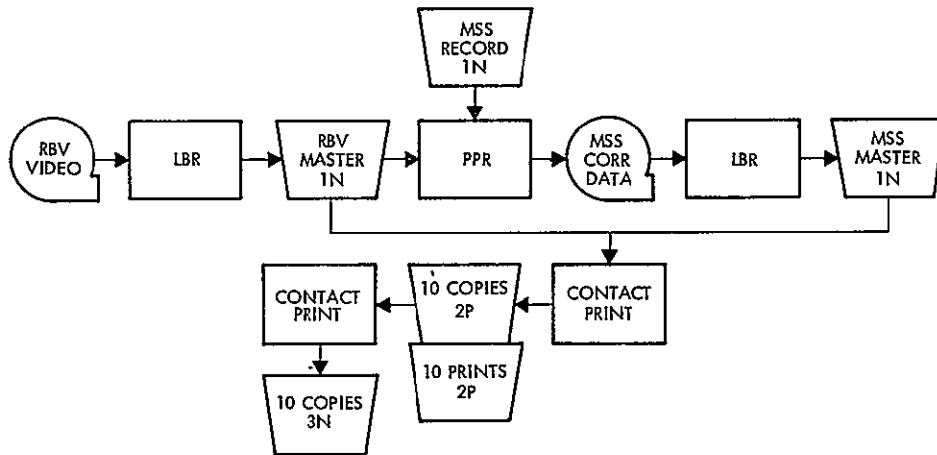 MSS
RECORD
1N
RBV
VIDEO
LBR
RBV
MASTER
1N
PPR
MSS
CORR
DATA
LBR
MSS
MASTER
1N
CONTACT
PRINT
10 COPIES
2P
CONTACT
PRINT
10 PRINTS
2P
10 COPIES
3N